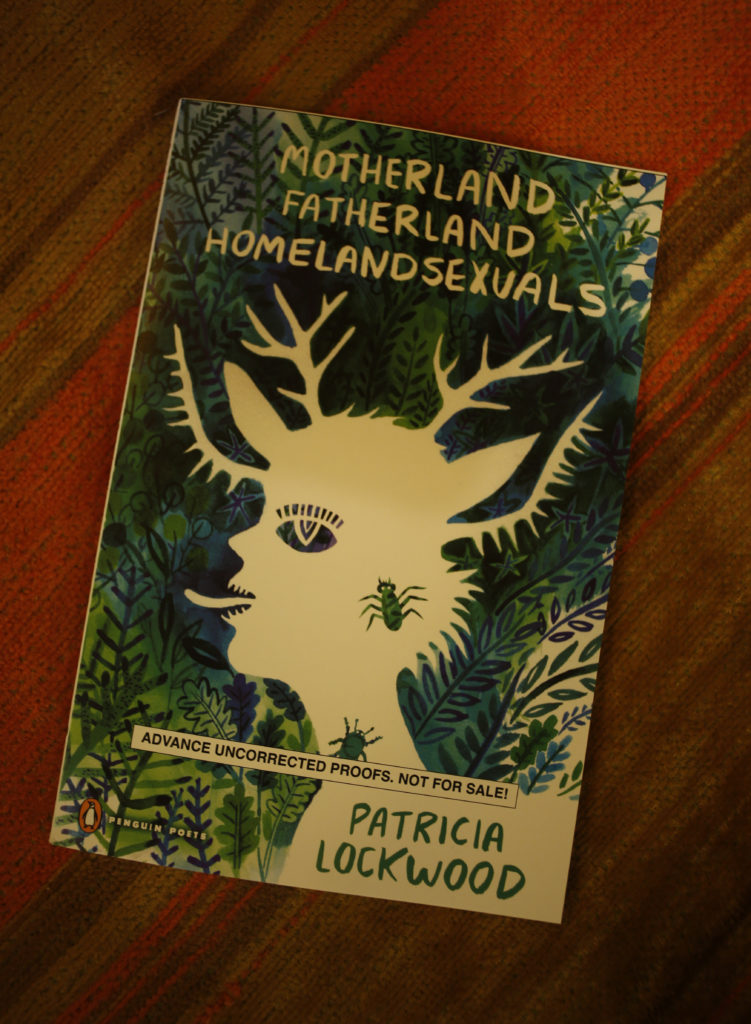 MOTHERLAND
FATHERLAND
HOMELANDSEXUALS
ADVANCE UNCORRECTED PROOFS. NOT FOR SALE!
PENGUIN POETS
PATRICIA
LOCKWOOD